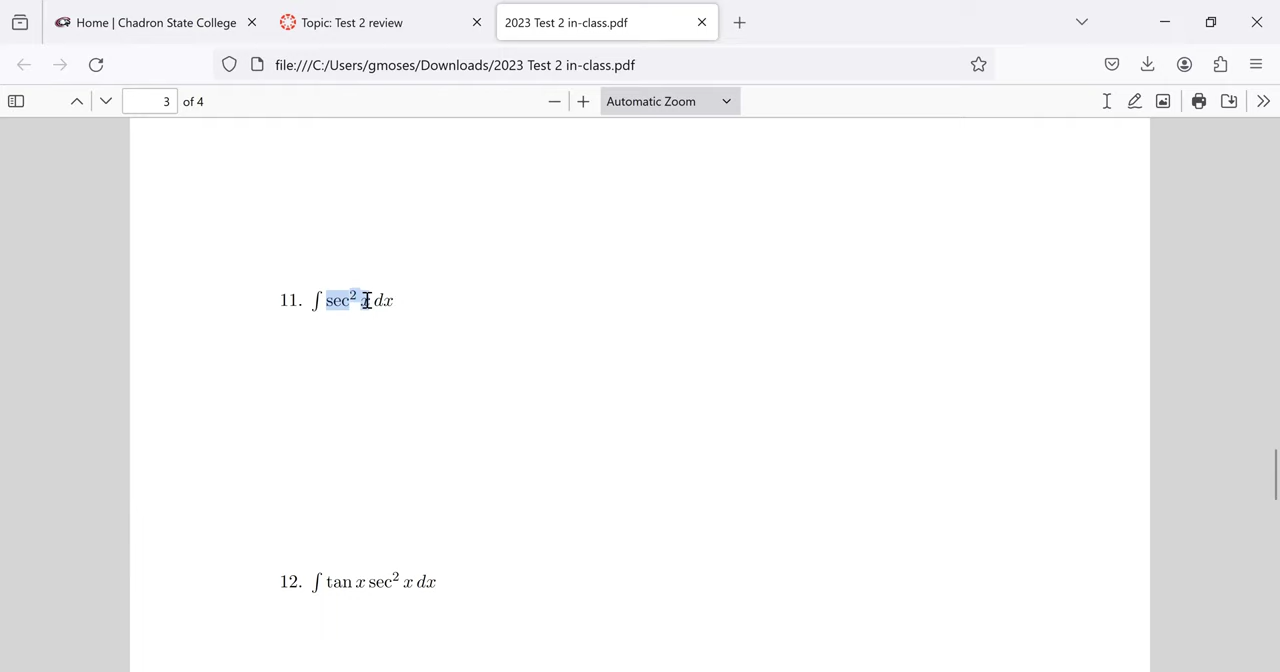 Home | Chadron State College
Topic: Test 2 review
2023 Test 2 in-class.pdf
file:///C:/Users/gmoses/Downloads/2023 Test 2 in-class.pdf
3 of 4
Automatic Zoom
11. ∫ sec² x dx
12. ∫ tan x sec² x dx